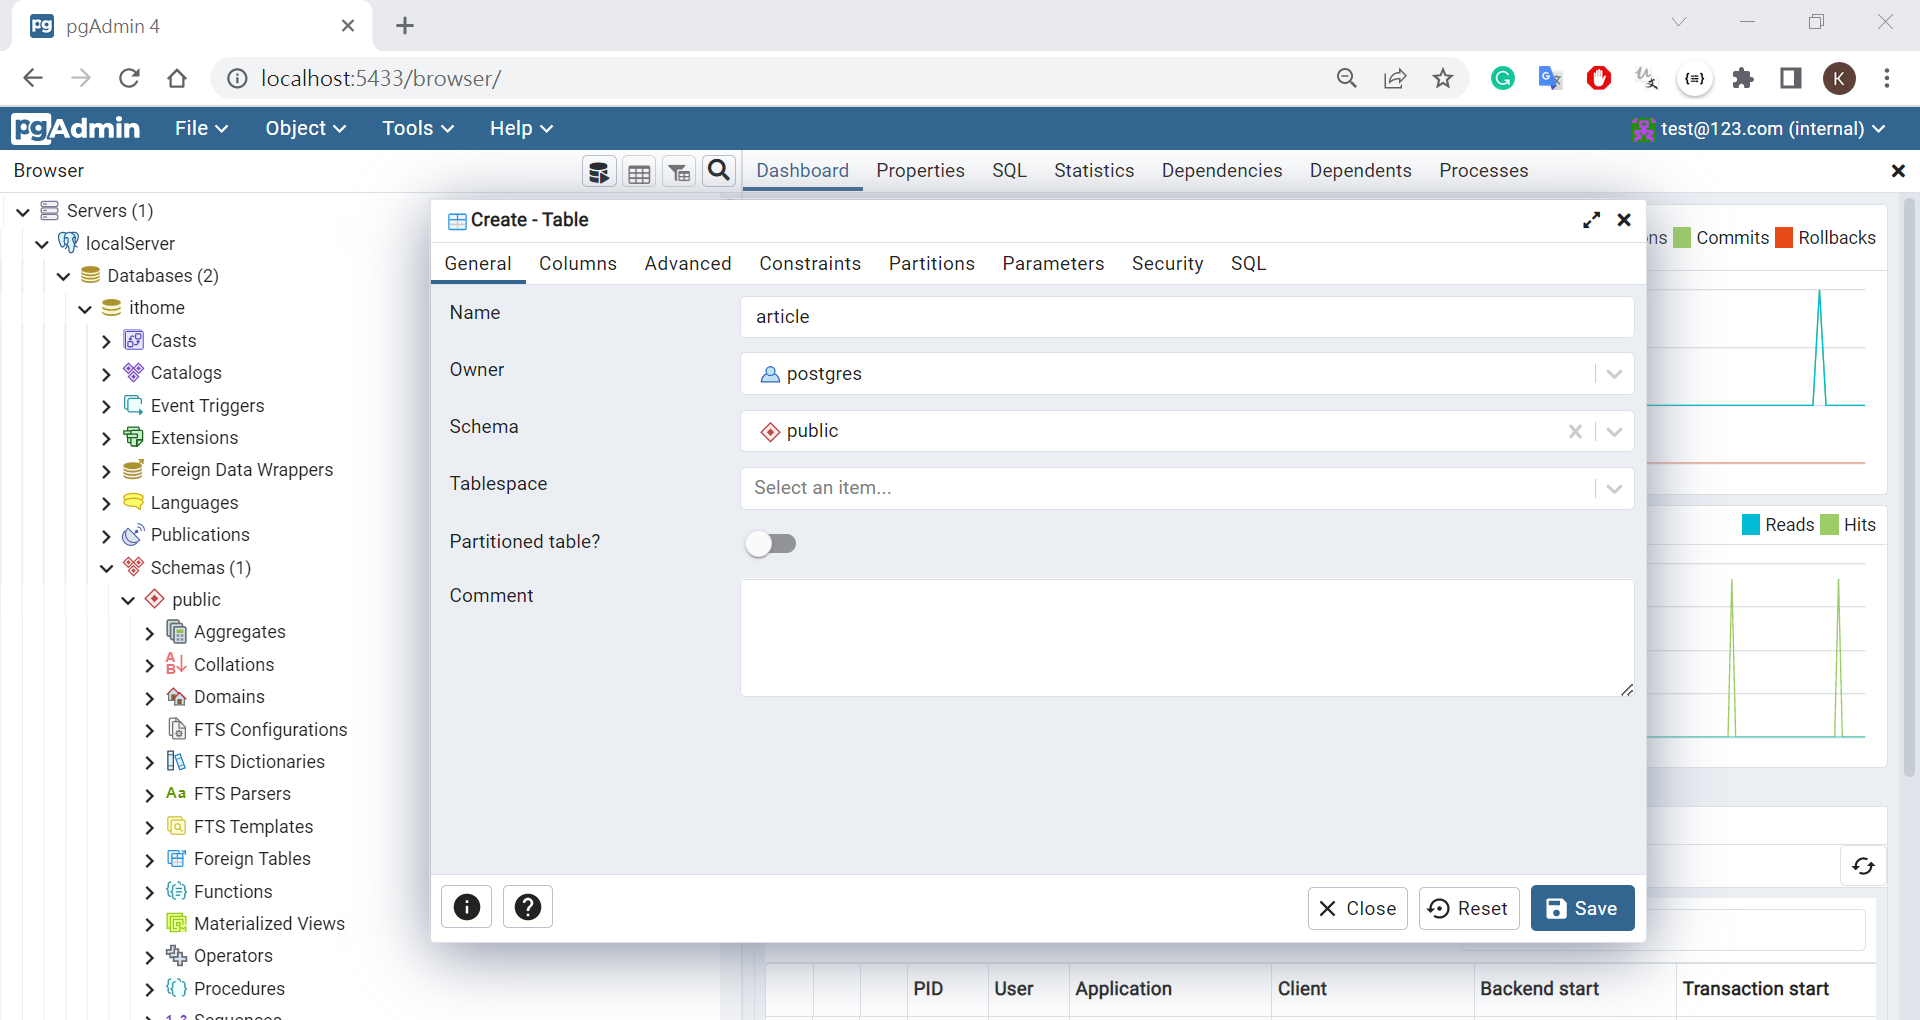 pgAdmin 4
localhost:5433/browser/
K
pgAdmin File Object Tools Help test@123.com (internal)
Browser
Dashboard Properties SQL Statistics Dependencies Dependents Processes
Servers (1)
localServer
Databases (2)
ithome
Casts
Catalogs
Event Triggers
Extensions
Foreign Data Wrappers
Languages
Publications
Schemas (1)
public
Aggregates
Collations
Domains
FTS Configurations
FTS Dictionaries
Aa FTS Parsers
FTS Templates
Foreign Tables
Functions
Materialized Views
Operators
Procedures
Sequences
Create - Table
General Columns Advanced Constraints Partitions Parameters Security SQL
Name article
Owner postgres
Schema public
Tablespace Select an item...
Partitioned table?
Comment
Close Reset Save
ns Commits Rollbacks
Reads Hits
PID User Application Client Backend start Transaction start